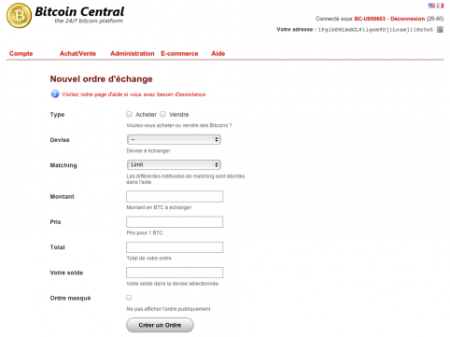 Bitcoin Central
the 24/7 bitcoin platform
Connecté sous BC-U650603 - Déconnexion (29:40)
Votre adresse :
Compte Achat/Vente Administration E-commerce Aide
Nouvel ordre d'échange
Visitez notre page d'aide si vous avez besoin d'assistance
Type Acheter Vendre
Voulez-vous acheter ou vendre des Bitcoins ?
Devise --
Devise à échanger
Matching Limit
Les différentes méthodes de matching sont décrites
dans l'aide
Montant
Montant en BTC à échanger
Prix
Prix pour 1 BTC
Total
Total de votre ordre
Votre solde
Votre solde dans la devise sélectionnée
Ordre masqué
Ne pas afficher l'ordre publiquement
Créer un Ordre